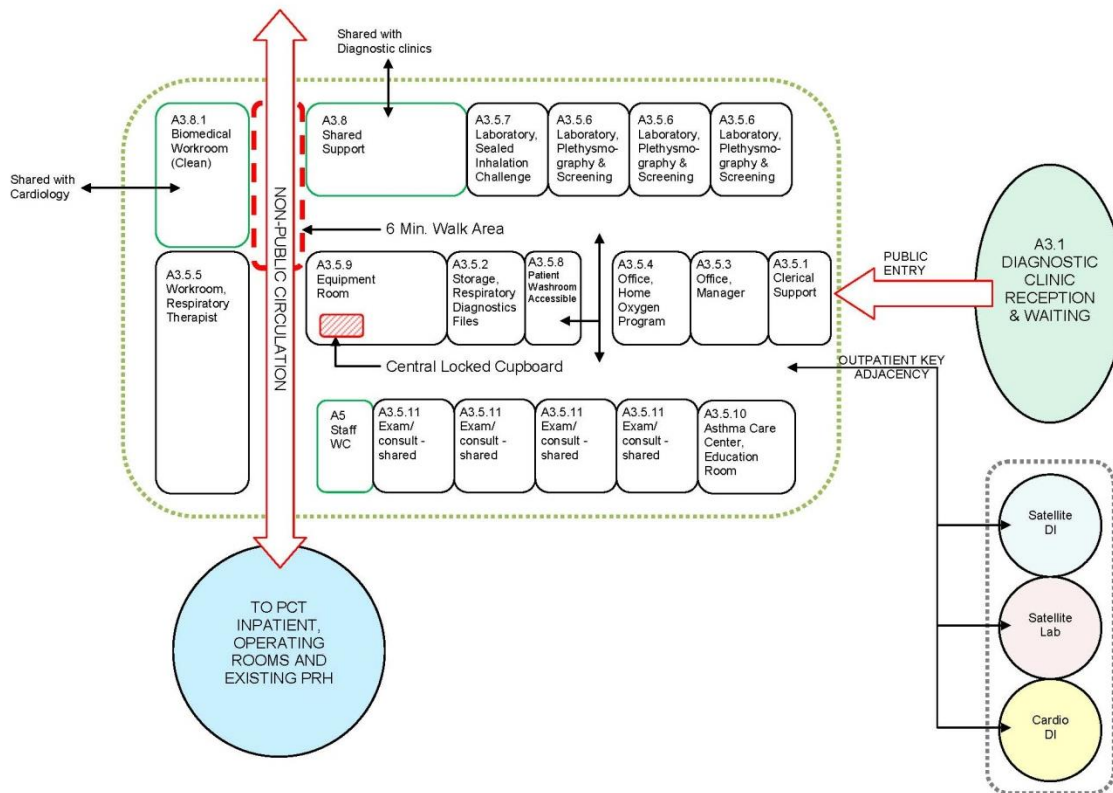 Shared with
Diagnostic clinics
A3.8.1
Biomedical
Workroom
(Clean)
A3.8
Shared
Support
A3.5.7
Laboratory,
Sealed
Inhalation
Challenge
A3.5.6
Laboratory,
Plethysmo-
graphy &
Screening
A3.5.6
Laboratory,
Plethysmo-
graphy &
Screening
A3.5.6
Laboratory,
Plethysmo-
graphy &
Screening
Shared with
Cardiology
NON-PUBLIC CIRCULATION
6 Min. Walk Area
A3.5.5
Workroom,
Respiratory
Therapist
A3.5.9
Equipment
Room
A3.5.2
Storage,
Respiratory
Diagnostics
Files
A3.5.8
Patient
Washroom
Accessible
A3.5.4
Office,
Home
Oxygen
Program
A3.5.3
Office,
Manager
A3.5.1
Clerical
Support
PUBLIC
ENTRY
A3.1
DIAGNOSTIC
CLINIC
RECEPTION
& WAITING
Central Locked Cupboard
OUTPATIENT KEY
ADJACENCY
A5
Staff
WC
A3.5.11
Exam/
consult -
shared
A3.5.11
Exam/
consult -
shared
A3.5.11
Exam/
consult -
shared
A3.5.11
Exam/
consult -
shared
A3.5.10
Asthma Care
Center,
Education
Room
Satellite
DI
Satellite
Lab
Cardio
DI
TO PCT
INPATIENT,
OPERATING
ROOMS AND
EXISTING PRH